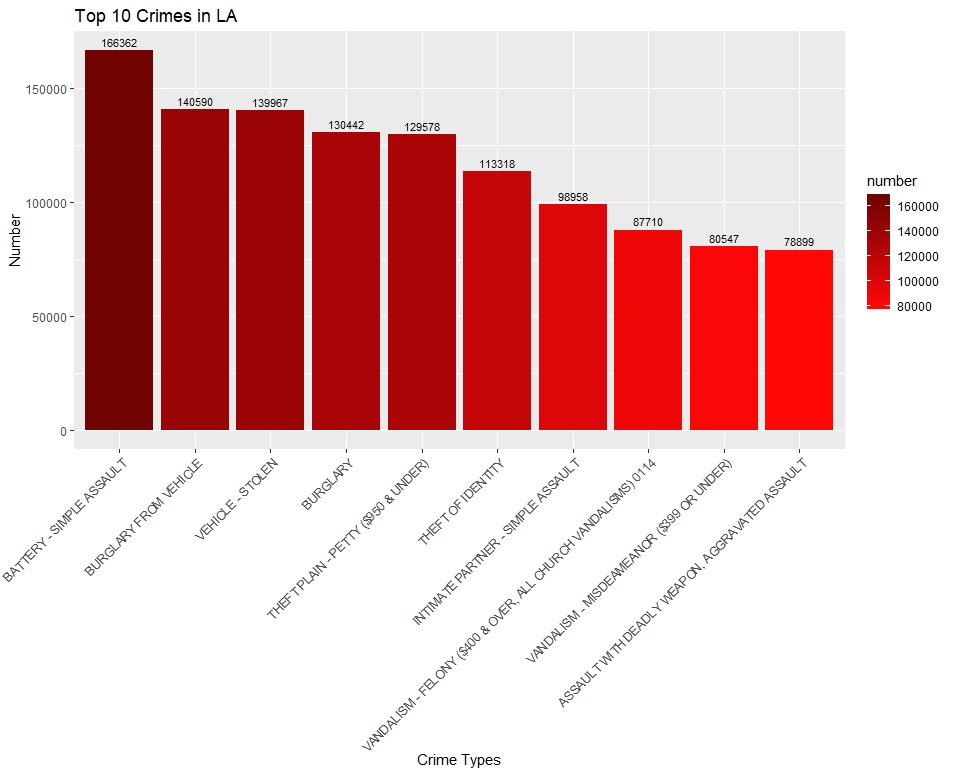 Top 10 Crimes in LA
166362
140590
139967
130442
129578
113318
98958
87710
80547
78899
150000
100000
50000
0
Number
number
160000
140000
120000
100000
80000
BATTERY - SIMPLE ASSAULT
BURGLARY FROM VEHICLE
VEHICLE - STOLEN
BURGLARY
THEFT PLAIN - PETTY ($950 & UNDER)
THEFT OF IDENTITY
INTIMATE PARTNER - SIMPLE ASSAULT
VANDALISM - FELONY ($400 & OVER, ALL CHURCH VANDALISMS) 0114
VANDALISM - MISDEAMEANOR ($399 OR UNDER)
ASSAULT WITH DEADLY WEAPON, AGGRAVATED ASSAULT
Crime Types